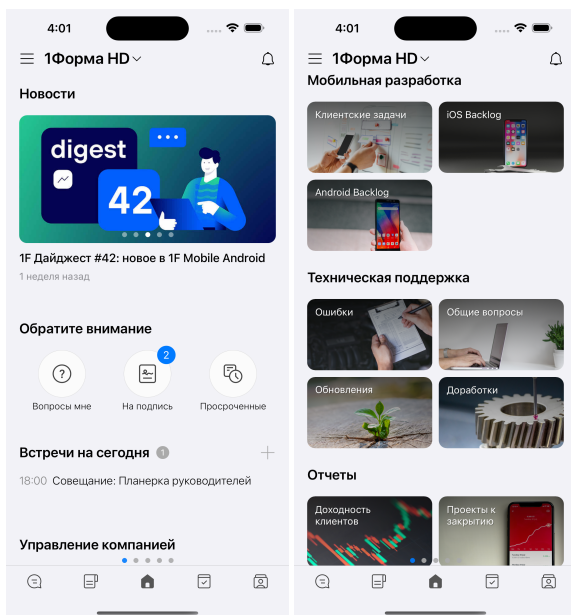 4:01
1Форма HD
Новости
digest
42
1F Дайджест #42: новое в 1F Mobile Android
1 неделя назад
Обратите внимание
2
Вопросы мне
На подпись
Просроченные
Встречи на сегодня 1
18:00 Совещание: Планерка руководителей
Управление компанией
4:01
1Форма HD
Мобильная разработка
Клиентские задачи
iOS Backlog
Android Backlog
Техническая поддержка
Ошибки
Общие вопросы
Обновления
Доработки
Отчеты
Доходность
клиентов
Проекты к
закрытию